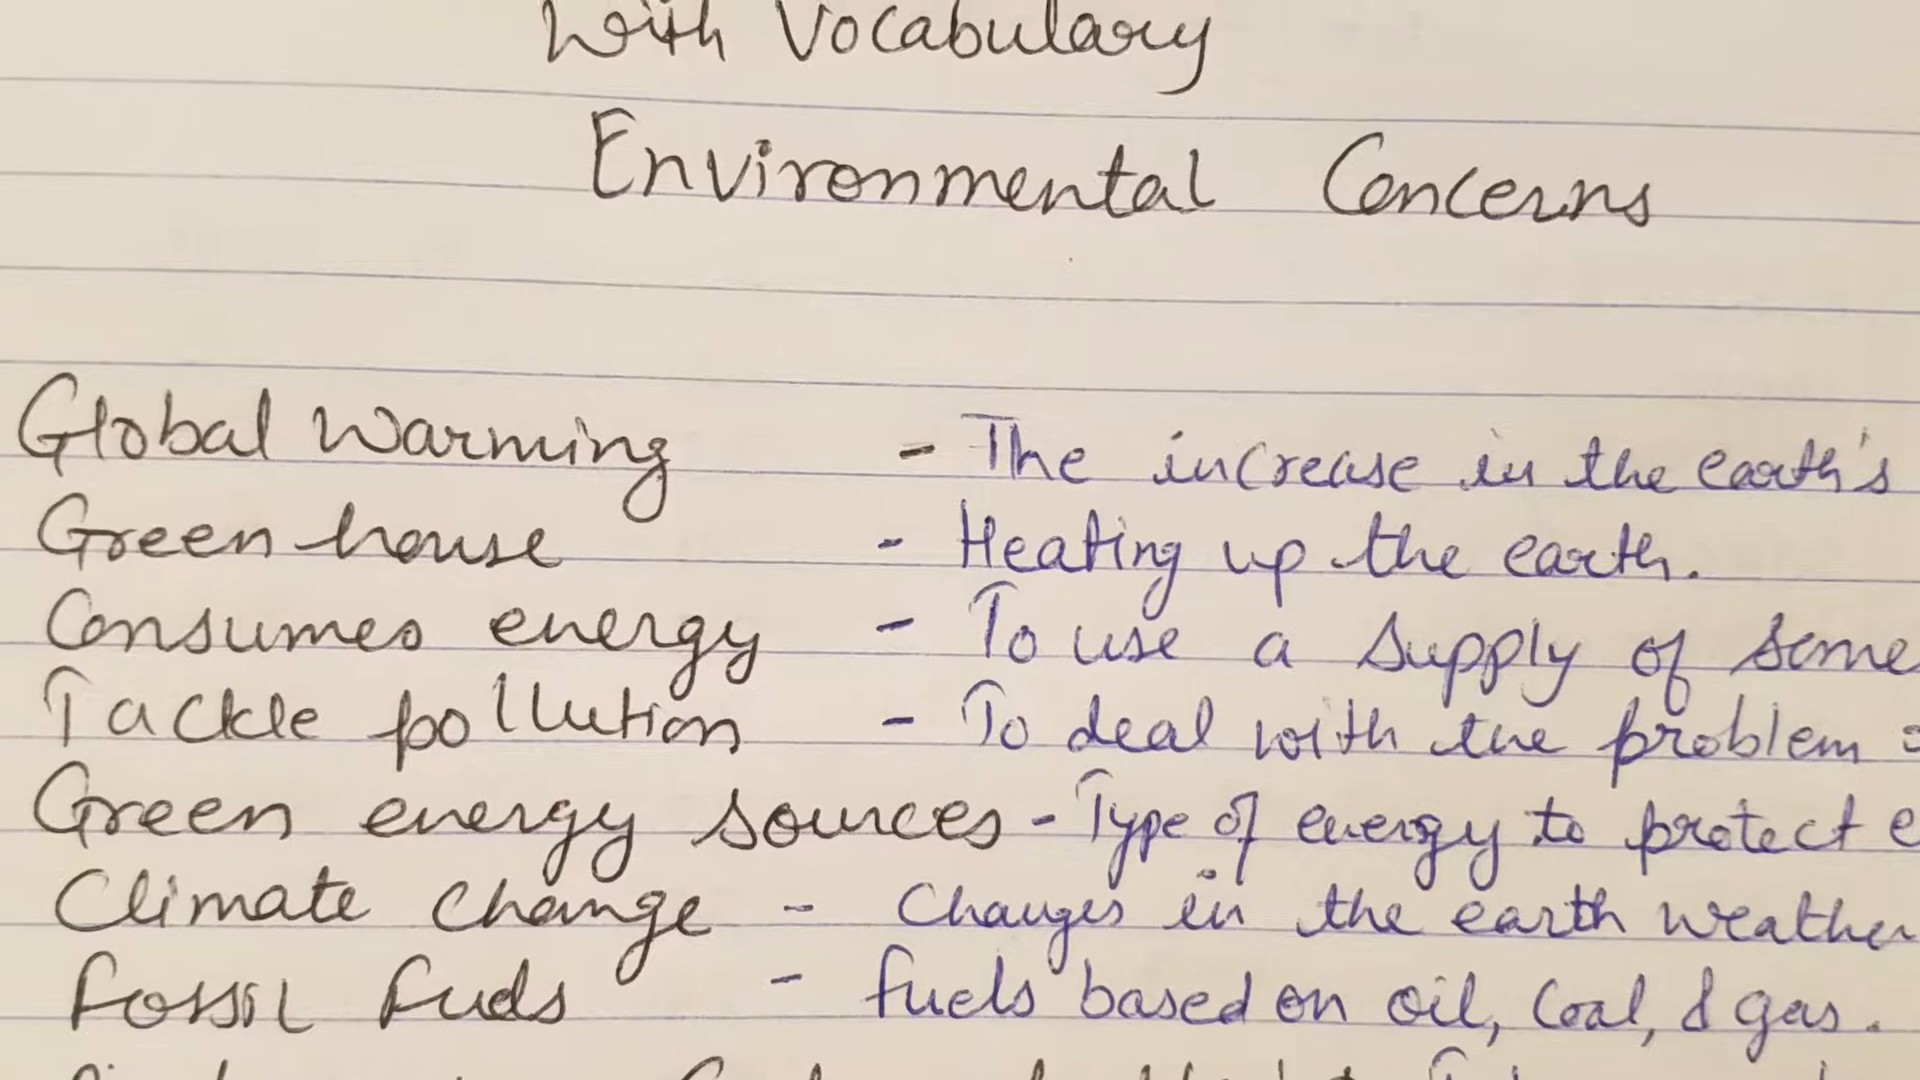 With Vocabulary
Environmental Concerns
Global Warming - The increase in the earth's
Green house - Heating up the earth.
Consumes energy - To use a supply of some
Tackle pollution - To deal with the problem
Green energy sources - Type of energy to protect e
Climate change - Changes in the earth weather
Fossil fuels - fuels based on oil, Coal, & gas.